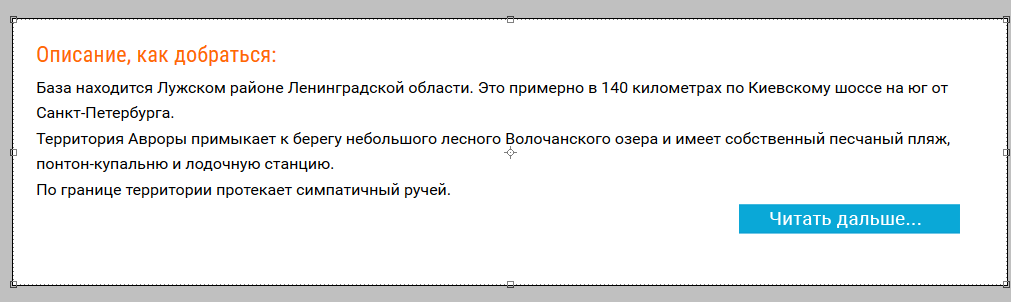 Описание, как добраться:
База находится Лужском районе Ленинградской области. Это примерно в 140 километрах по Киевскому шоссе на юг от
Санкт-Петербурга.
Территория Авроры примыкает к берегу небольшого лесного Волочанского озера и имеет собственный песчаный пляж,
понтон-купальню и лодочную станцию.
По границе территории протекает симпатичный ручей.
Читать дальше...